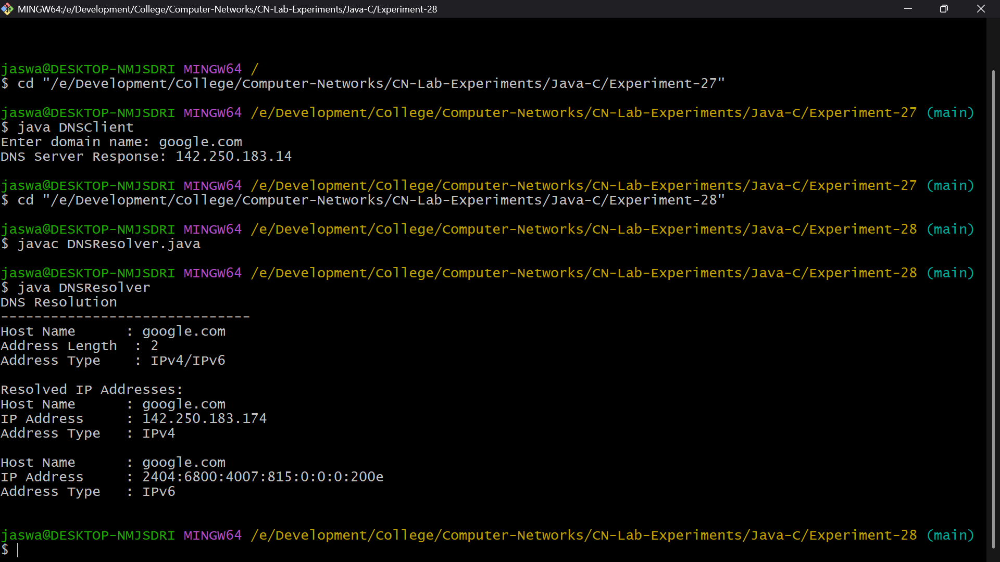 MINGW64:/e/Development/College/Computer-Networks/CN-Lab-Experiments/Java-C/Experiment-28
jaswa@DESKTOP-NMJSDRI MINGW64 /
$ cd "/e/Development/College/Computer-Networks/CN-Lab-Experiments/Java-C/Experiment-27"
jaswa@DESKTOP-NMJSDRI MINGW64 /e/Development/College/Computer-Networks/CN-Lab-Experiments/Java-C/Experiment-27 (main)
$ java DNSClient
Enter domain name: google.com
DNS Server Response: 142.250.183.14
jaswa@DESKTOP-NMJSDRI MINGW64 /e/Development/College/Computer-Networks/CN-Lab-Experiments/Java-C/Experiment-27 (main)
$ cd "/e/Development/College/Computer-Networks/CN-Lab-Experiments/Java-C/Experiment-28"
jaswa@DESKTOP-NMJSDRI MINGW64 /e/Development/College/Computer-Networks/CN-Lab-Experiments/Java-C/Experiment-28 (main)
$ javac DNSResolver.java
jaswa@DESKTOP-NMJSDRI MINGW64 /e/Development/College/Computer-Networks/CN-Lab-Experiments/Java-C/Experiment-28 (main)
$ java DNSResolver
DNS Resolution
------------------------------
Host Name      : google.com
Address Length  : 2
Address Type    : IPv4/IPv6
Resolved IP Addresses:
Host Name      : google.com
IP Address     : 142.250.183.174
Address Type   : IPv4
Host Name      : google.com
IP Address     : 2404:6800:4007:815:0:0:0:200e
Address Type   : IPv6
jaswa@DESKTOP-NMJSDRI MINGW64 /e/Development/College/Computer-Networks/CN-Lab-Experiments/Java-C/Experiment-28 (main)
$